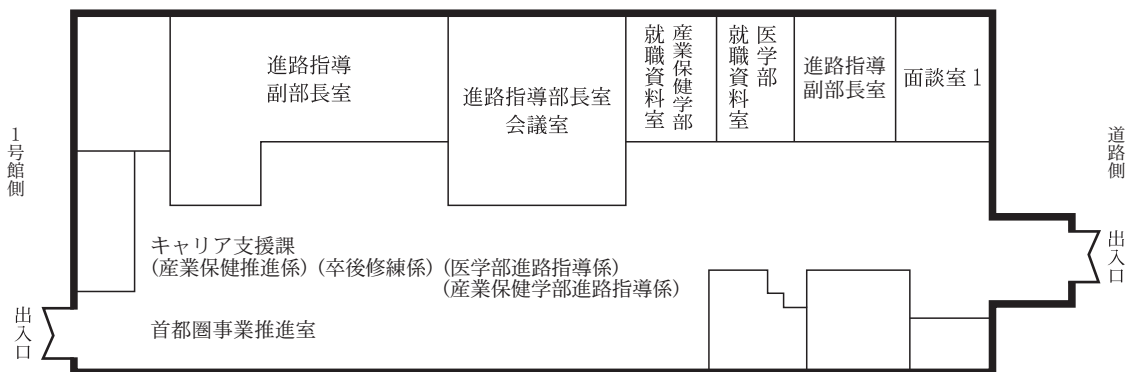 進路指導
副部長室
進路指導部長室
会議室
産業保健学部
就職資料室
医学部
就職資料室
進路指導
副部長室
面談室1
1号館側
道路側
キャリア支援課
(産業保健推進係)(卒後修練係)(医学部進路指導係)
(産業保健学部進路指導係)
首都圏事業推進室
出入口
出入口